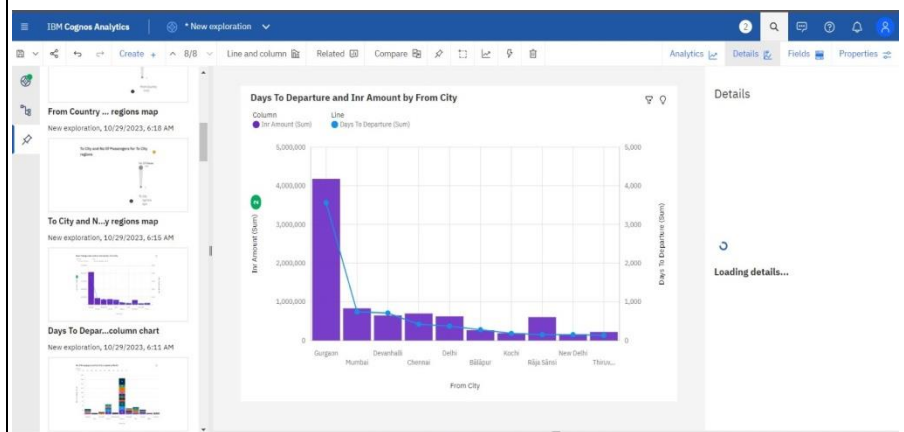 IBM Cognos Analytics
* New exploration
2
Create +
8/8
Line and column
Related
Compare
Analytics
Details
Fields
Properties
From Country ... regions map
New exploration, 10/29/2023, 6:18 AM
To City and N...y regions map
New exploration, 10/29/2023, 6:15 AM
Days To Depar...column chart
New exploration, 10/29/2023, 6:11 AM
Days To Departure and Inr Amount by From City
Column
Line
Inr Amount (Sum)
Days To Departure (Sum)
5,000,000
4,000,000
3,000,000
2,000,000
1,000,000
0
Inr Amount (Sum)
5,000
4,000
3,000
2,000
1,000
0
Days To Departure (Sum)
Gurgaon
Mumbai
Devanhalli
Chennai
Delhi
Bālāpur
Kochi
Rāja Sānsi
New Delhi
Thiruv...
From City
Details
Loading details...